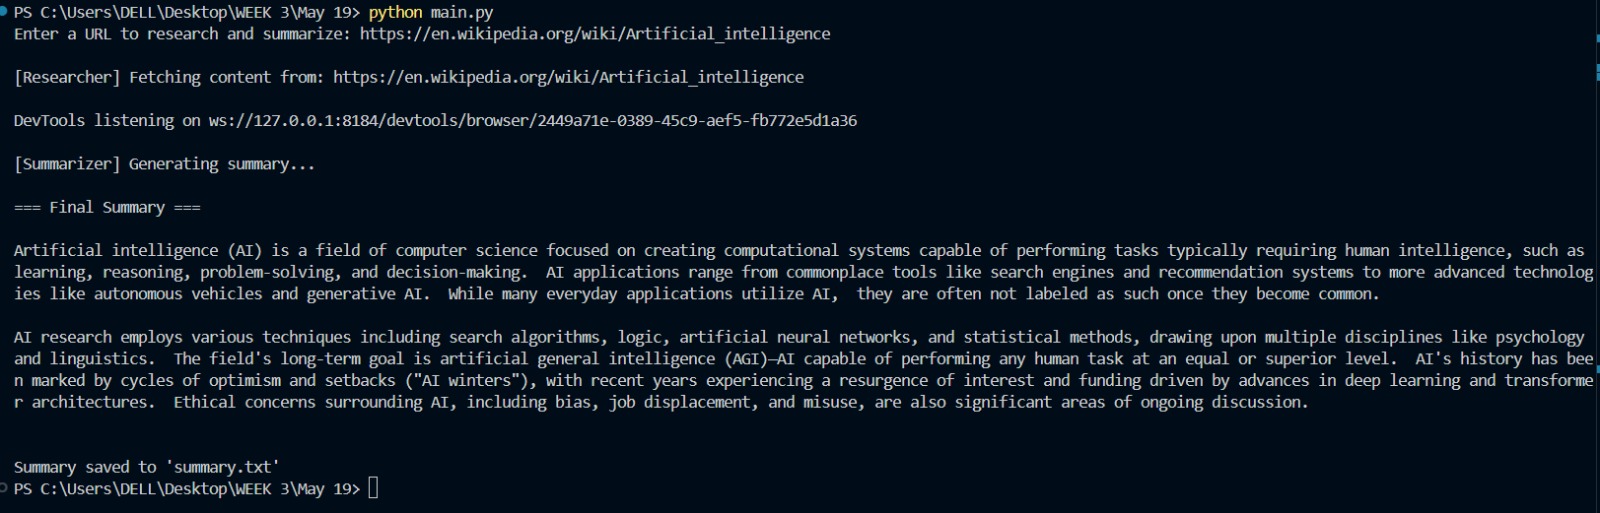 PS C:\Users\DELL\Desktop\WEEK 3\May 19> python main.py
Enter a URL to research and summarize: https://en.wikipedia.org/wiki/Artificial_intelligence
[Researcher] Fetching content from: https://en.wikipedia.org/wiki/Artificial_intelligence
DevTools listening on ws://127.0.0.1:8184/devtools/browser/2449a71e-0389-45c9-aef5-fb772e5d1a36
[Summarizer] Generating summary...
=== Final Summary ===
Artificial intelligence (AI) is a field of computer science focused on creating computational systems capable of performing tasks typically requiring human intelligence, such as
learning, reasoning, problem-solving, and decision-making.  AI applications range from commonplace tools like search engines and recommendation systems to more advanced technolog
ies like autonomous vehicles and generative AI.  While many everyday applications utilize AI,  they are often not labeled as such once they become common.
AI research employs various techniques including search algorithms, logic, artificial neural networks, and statistical methods, drawing upon multiple disciplines like psychology
and linguistics.  The field's long-term goal is artificial general intelligence (AGI)—AI capable of performing any human task at an equal or superior level.  AI's history has bee
n marked by cycles of optimism and setbacks ("AI winters"), with recent years experiencing a resurgence of interest and funding driven by advances in deep learning and transforme
r architectures.  Ethical concerns surrounding AI, including bias, job displacement, and misuse, are also significant areas of ongoing discussion.
Summary saved to 'summary.txt'
PS C:\Users\DELL\Desktop\WEEK 3\May 19>